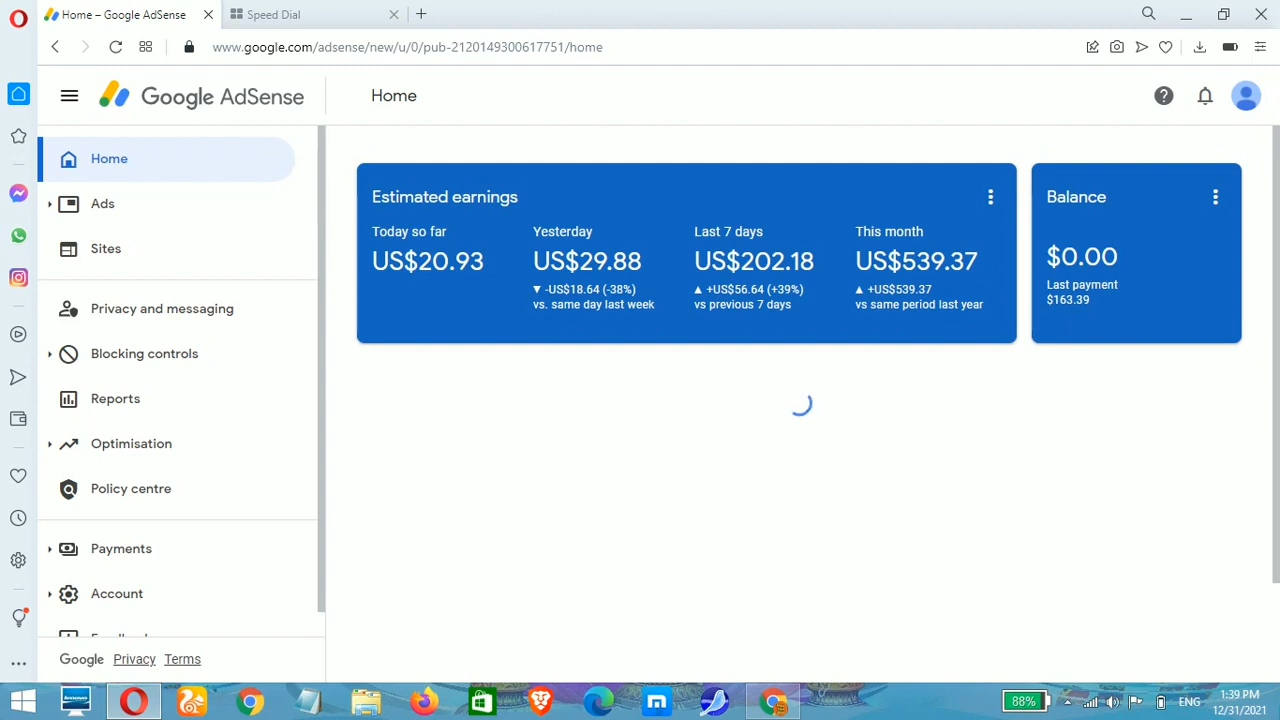 Home – Google AdSense
Speed Dial
www.google.com/adsense/new/u/0/pub-2120149300617751/home
Google AdSense
Home
Home
Ads
Sites
Privacy and messaging
Blocking controls
Reports
Optimisation
Policy centre
Payments
Account
Feedback
Google Privacy Terms
Estimated earnings
Today so far
US$20.93
Yesterday
US$29.88
-US$18.64 (-38%)
vs. same day last week
Last 7 days
US$202.18
+US$56.64 (+39%)
vs previous 7 days
This month
US$539.37
+US$539.37
vs same period last year
Balance
$0.00
Last payment
$163.39
88%
ENG
1:39 PM
12/31/2021